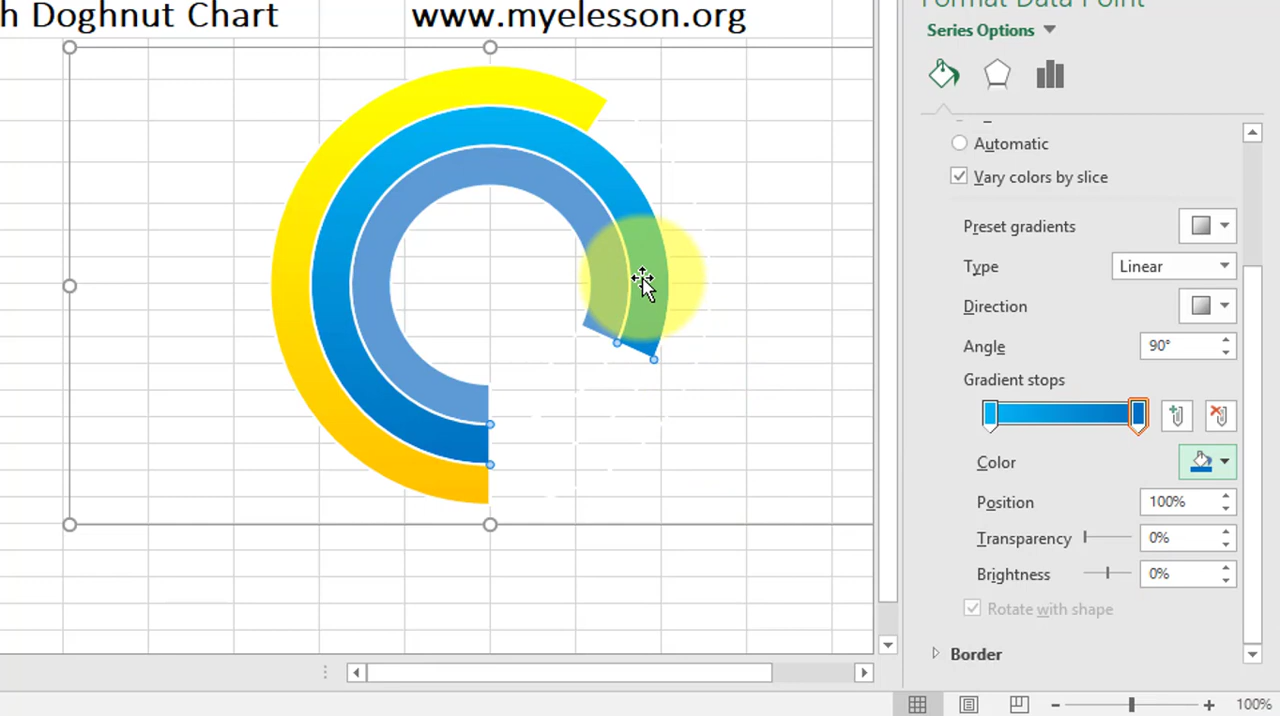 h Doghnut Chart
www.myelesson.org
Format Data Point
Series Options
Automatic
Vary colors by slice
Preset gradients
Type
Linear
Direction
Angle
90°
Gradient stops
Color
Position
100%
Transparency
0%
Brightness
0%
Rotate with shape
Border
100%